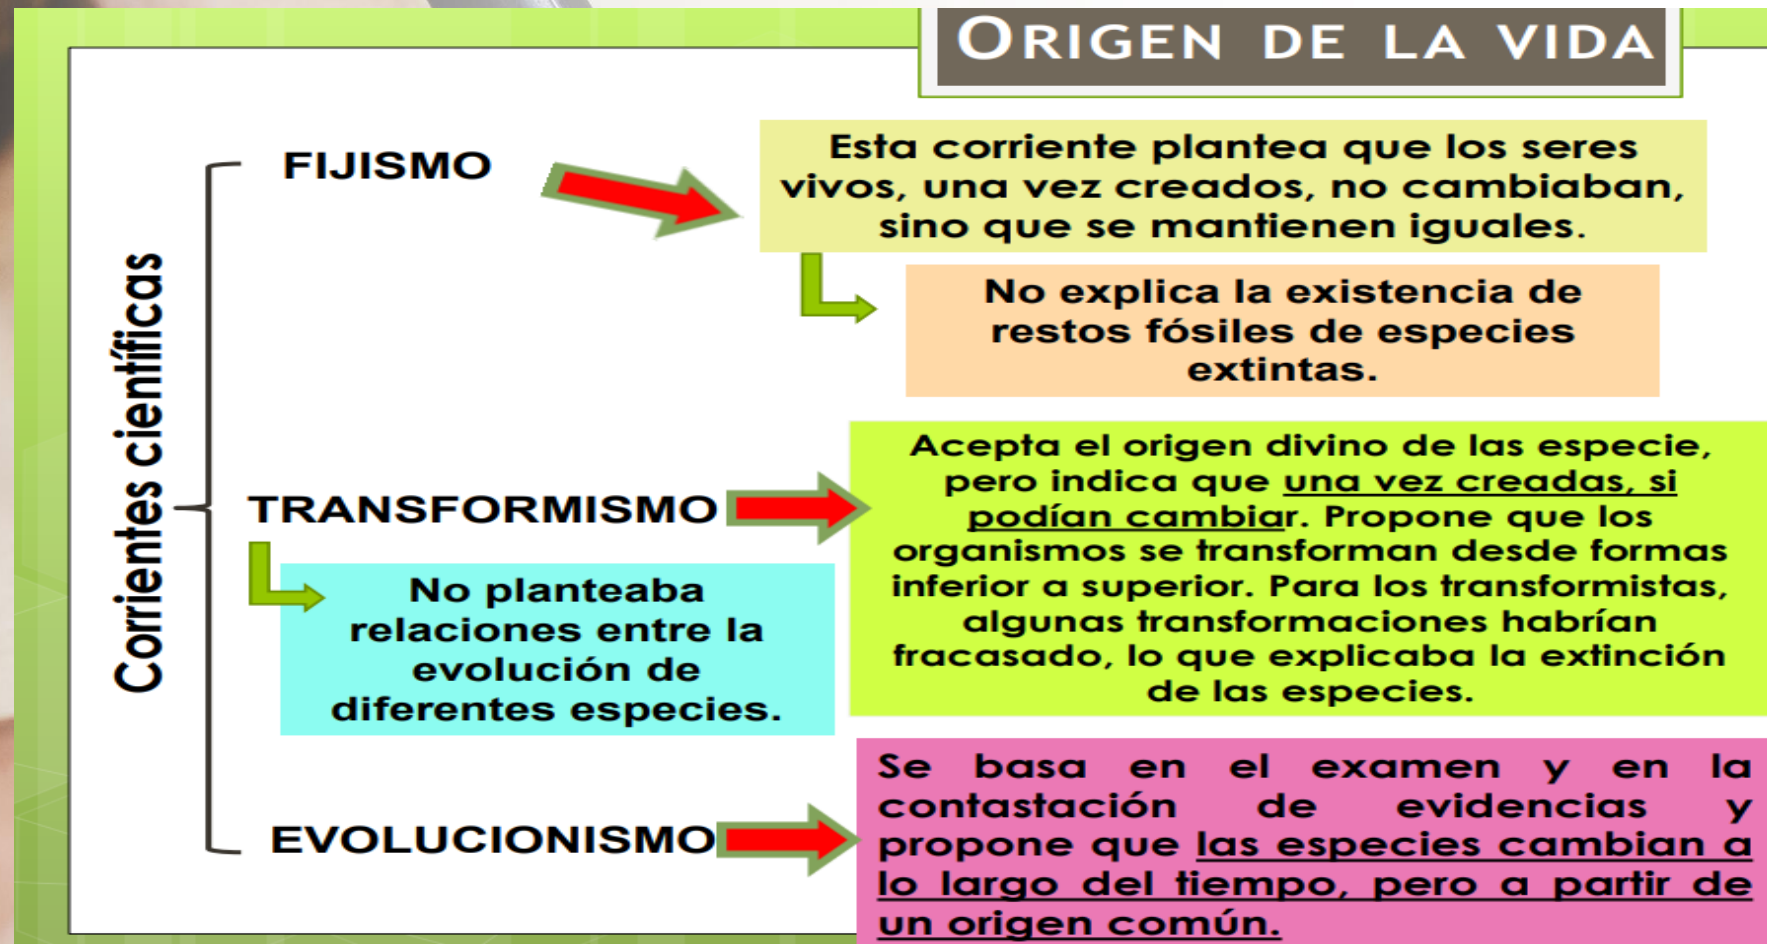 ORIGEN DE LA VIDA
Corrientes científicas
FIJISMO
Esta corriente plantea que los seres
vivos, una vez creados, no cambiaban,
sino que se mantienen iguales.
No explica la existencia de
restos fósiles de especies
extintas.
TRANSFORMISMO
Acepta el origen divino de las especie,
pero indica que una vez creadas, si
podían cambiar. Propone que los
organismos se transforman desde formas
inferior a superior. Para los transformistas,
algunas transformaciones habrían
fracasado, lo que explicaba la extinción
de las especies.
No planteaba
relaciones entre la
evolución de
diferentes especies.
EVOLUCIONISMO
Se basa en el examen y en la
contastación de evidencias y
propone que las especies cambian a
lo largo del tiempo, pero a partir de
un origen común.